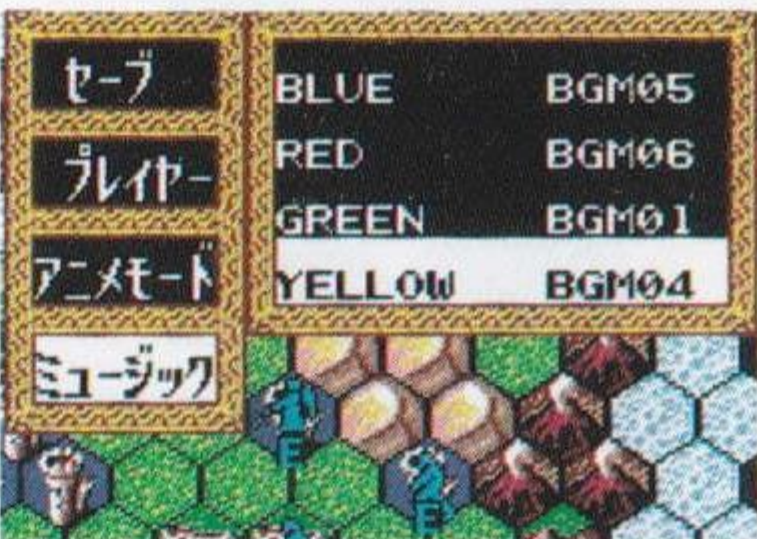 セーブ
プレイヤー
アニメモード
ミュージック
BLUE BGM05
RED BGM06
GREEN BGM01
YELLOW BGM04
E
E